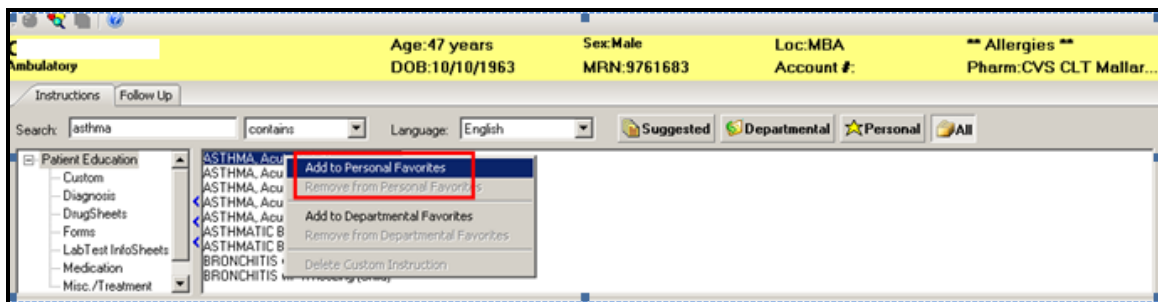 Age:47 years Sex:Male Loc:MBA ** Allergies **
Ambulatory DOB:10/10/1963 MRN:9761683 Account #: Pharm:CVS CLT Mallar...
Instructions Follow Up
Search: asthma contains Language: English Suggested Departmental Personal All
Patient Education
Custom
Diagnosis
DrugSheets
Forms
LabTest InfoSheets
Medication
Misc./Treatment
ASTHMA, Acu
ASTHMA, Acu
ASTHMA, Acu
ASTHMA, Acu
ASTHMA, Acu
ASTHMATIC B
ASTHMATIC B
BRONCHITIS
BRONCHITIS
Add to Personal Favorites
Remove from Personal Favorites
Add to Departmental Favorites
Remove from Departmental Favorites
Delete Custom Instruction